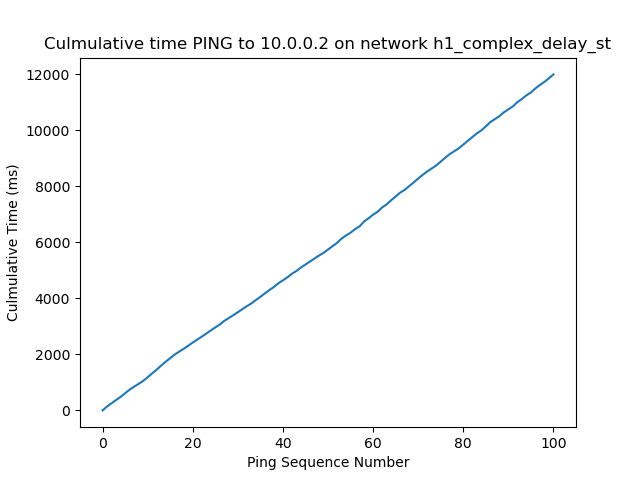 Culmulative time PING to 10.0.0.2 on network h1_complex_delay_st
12000
10000
8000
6000
4000
2000
0
Culmulative Time (ms)
0 20 40 60 80 100
Ping Sequence Number